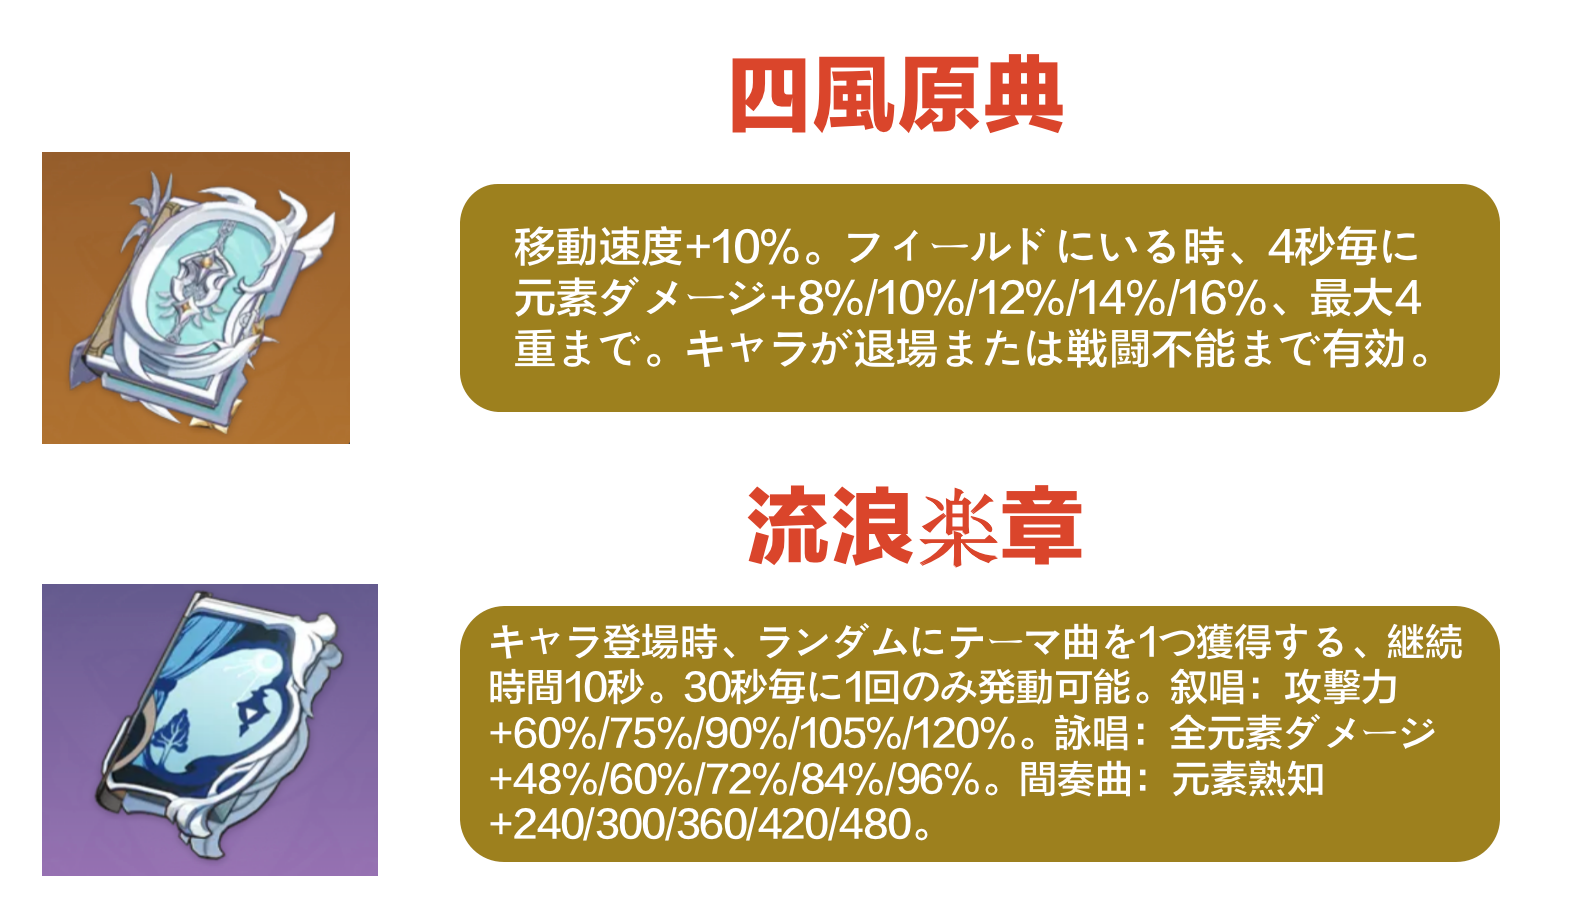 四風原典
移動速度+10%。フィールドにいる時、4秒毎に
元素ダメージ+8%/10%/12%/14%/16%、最大4
重まで。キャラが退場または戦闘不能まで有効。
流浪楽章
キャラ登場時、ランダムにテーマ曲を1つ獲得する、継続
時間10秒。30秒毎に1回のみ発動可能。叙唱：攻撃力
+60%/75%/90%/105%/120%。詠唱：全元素ダメージ
+48%/60%/72%/84%/96%。間奏曲：元素熟知
+240/300/360/420/480。